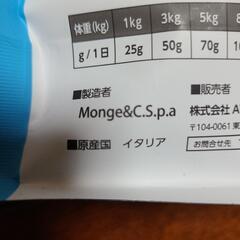 体重(kg) 1kg 3kg 5kg
g/1日 25g 50g 70g
■製造者 ■販売者
Monge&C.S.p.a 株式会社
〒104-0061
■原産国 イタリア お問合せ先